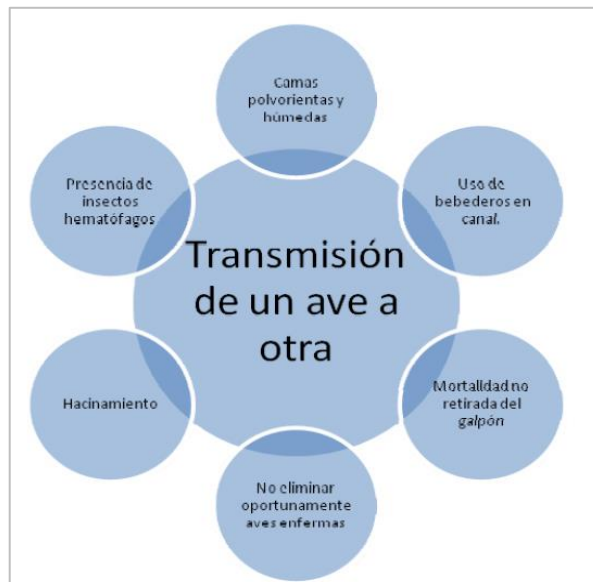 Camas
polvorientas y
húmedas
Uso de
bebederos en
canal.
Mortalidad no
retirada del
galpón
No eliminar
oportunamente
aves enfermas
Hacinamiento
Presencia de
insectos
hematófagos
Transmisión
de un ave a
otra